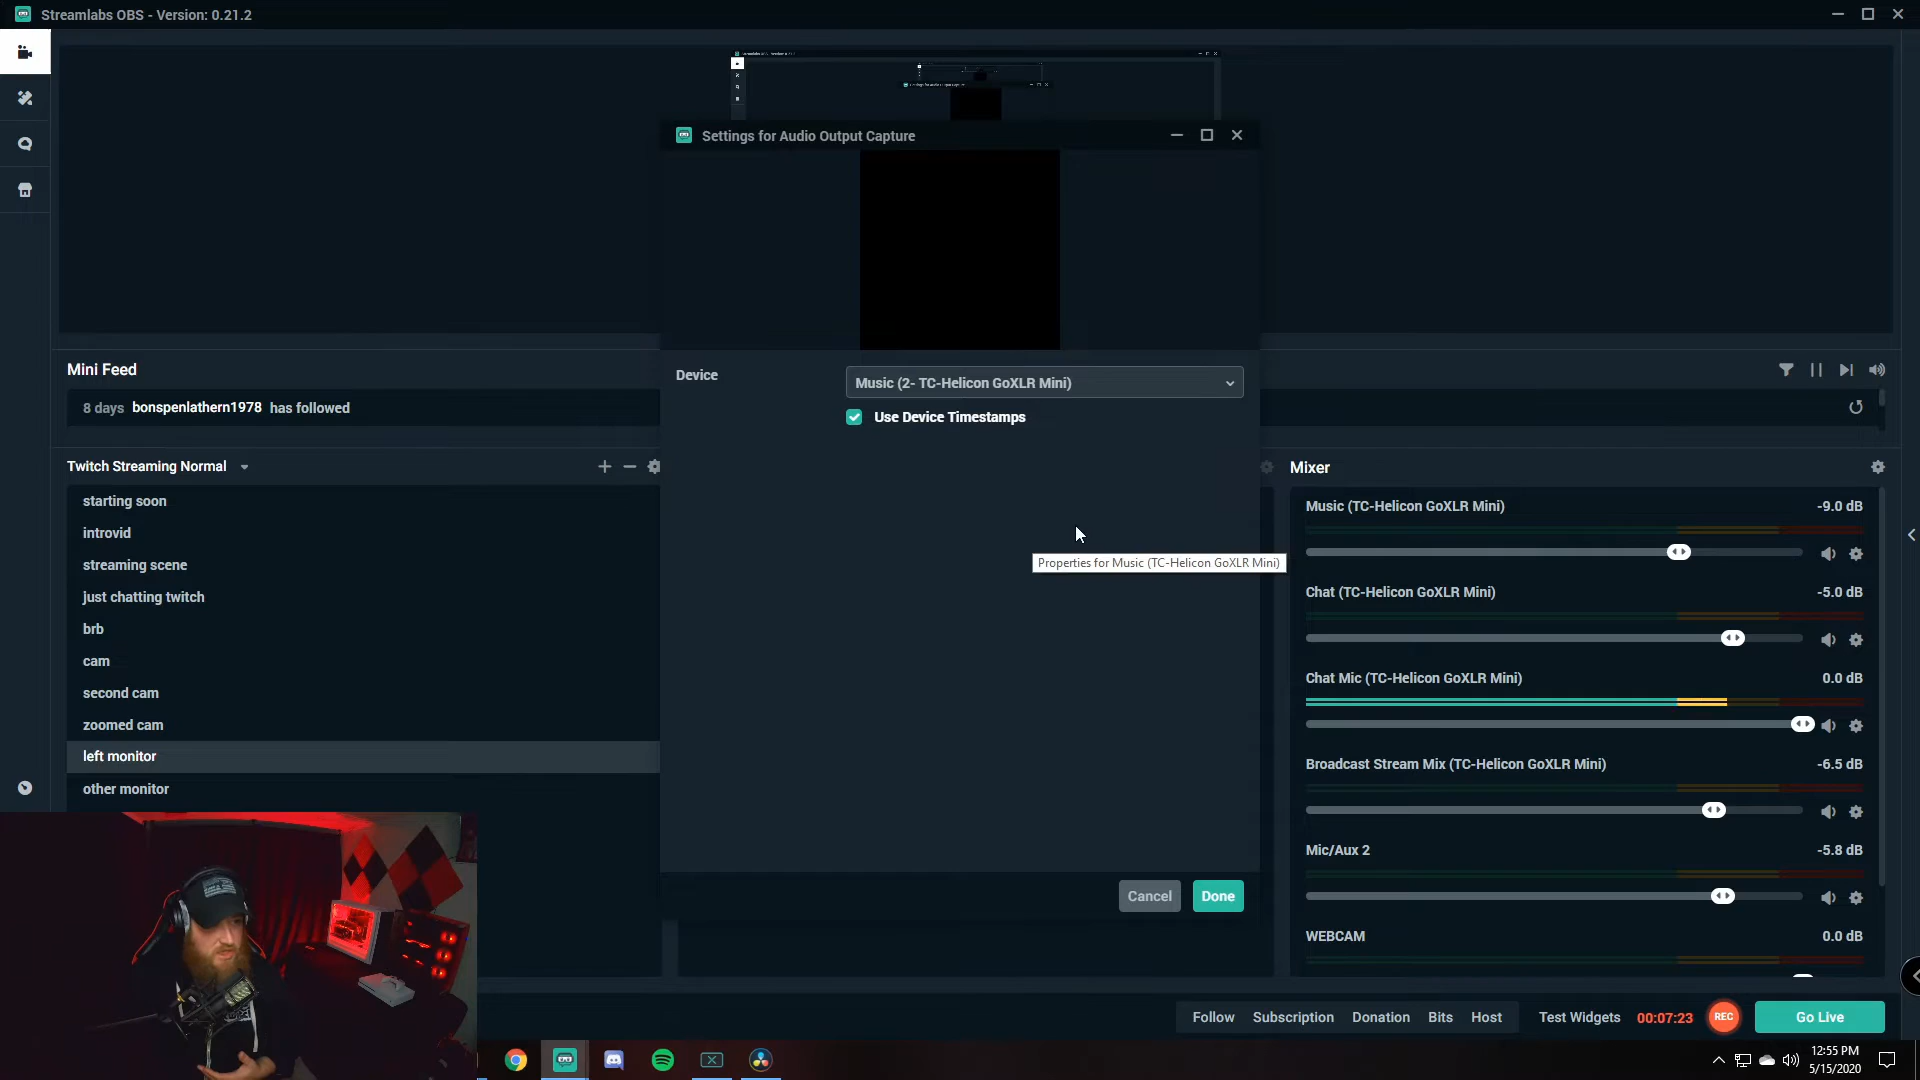 Streamlabs OBS - Version: 0.21.2
Settings for Audio Output Capture
Device
Music (2- TC-Helicon GoXLR Mini)
Use Device Timestamps
Properties for Music (TC-Helicon GoXLR Mini)
Cancel
Done
Mini Feed
8 days bonspenlathern1978 has followed
Twitch Streaming Normal
starting soon
introvid
streaming scene
just chatting twitch
brb
cam
second cam
zoomed cam
left monitor
other monitor
Mixer
Music (TC-Helicon GoXLR Mini) -9.0 dB
Chat (TC-Helicon GoXLR Mini) -5.0 dB
Chat Mic (TC-Helicon GoXLR Mini) 0.0 dB
Broadcast Stream Mix (TC-Helicon GoXLR Mini) -6.5 dB
Mic/Aux 2 -5.8 dB
WEBCAM 0.0 dB
Follow Subscription Donation Bits Host Test Widgets 00:07:23 REC Go Live
12:55 PM
5/15/2020